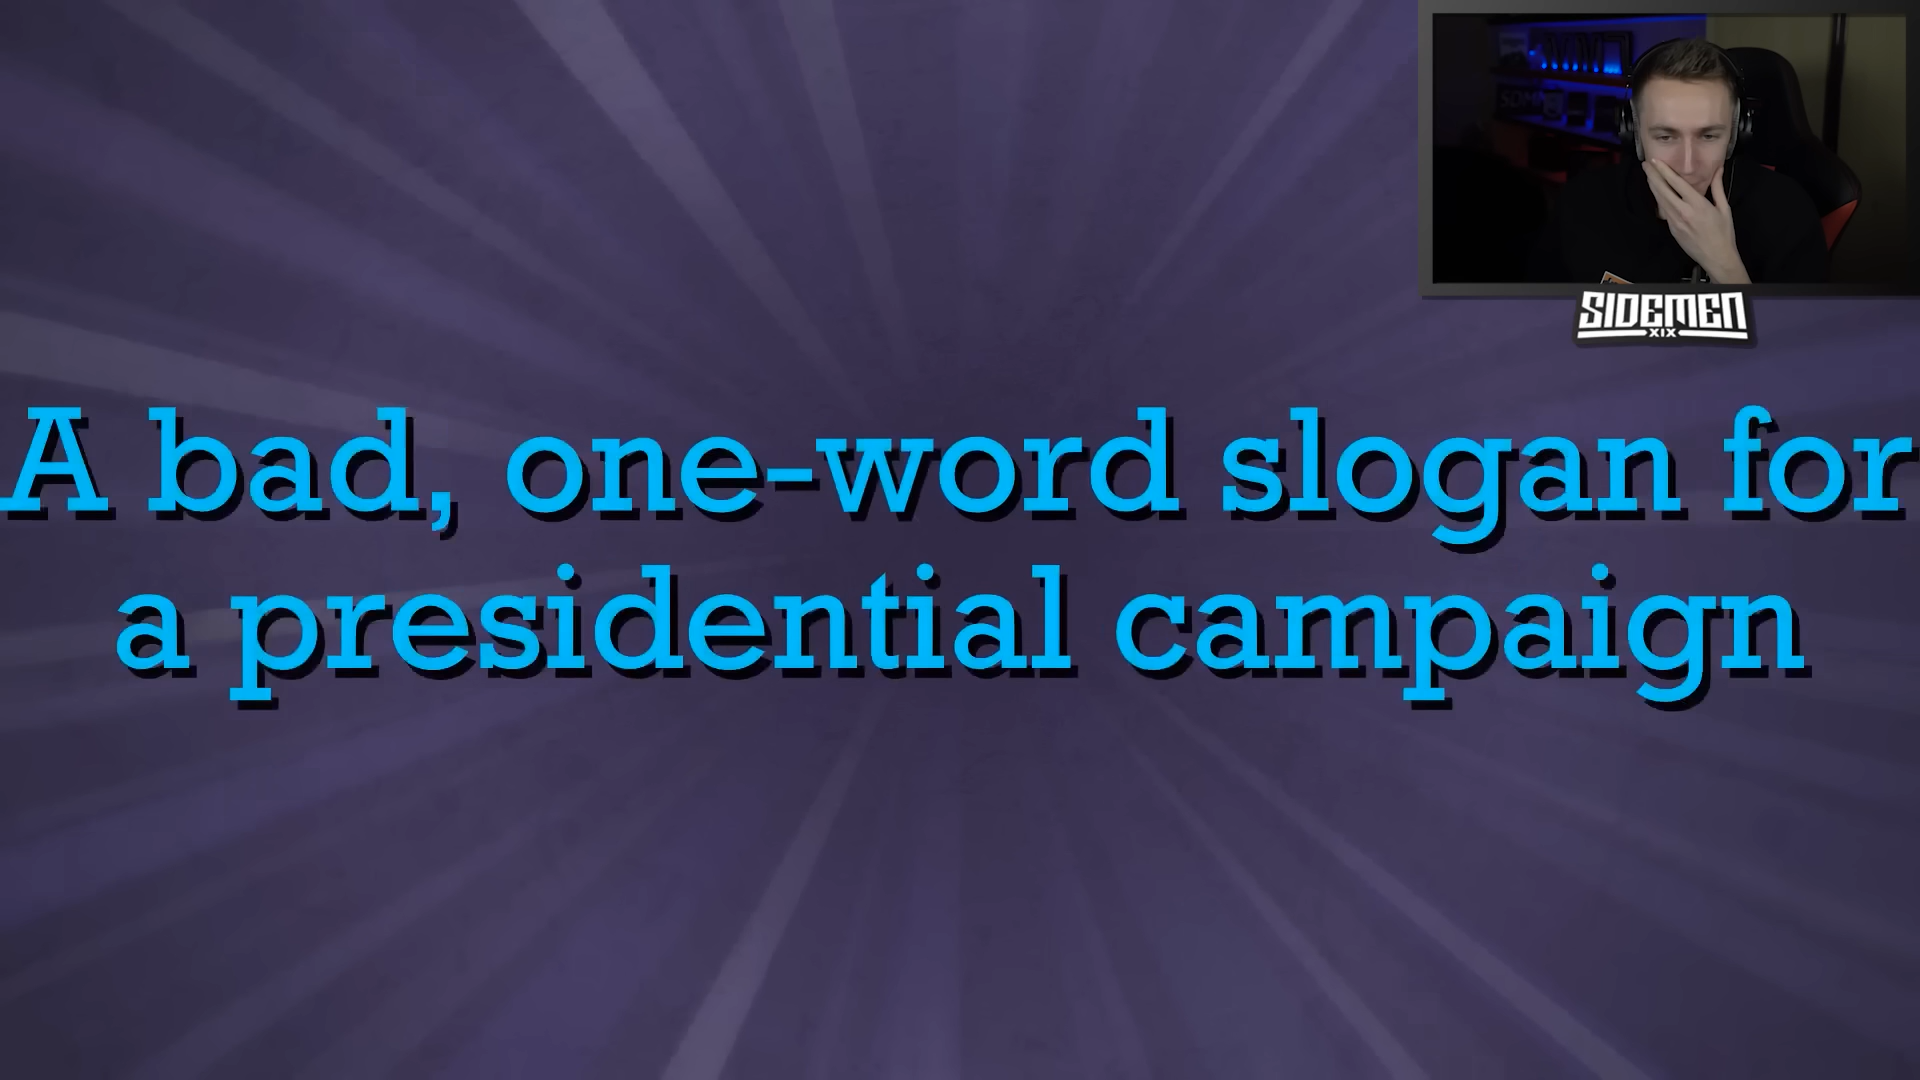 SIDEMEN
XIX
A bad, one-word slogan for
a presidential campaign